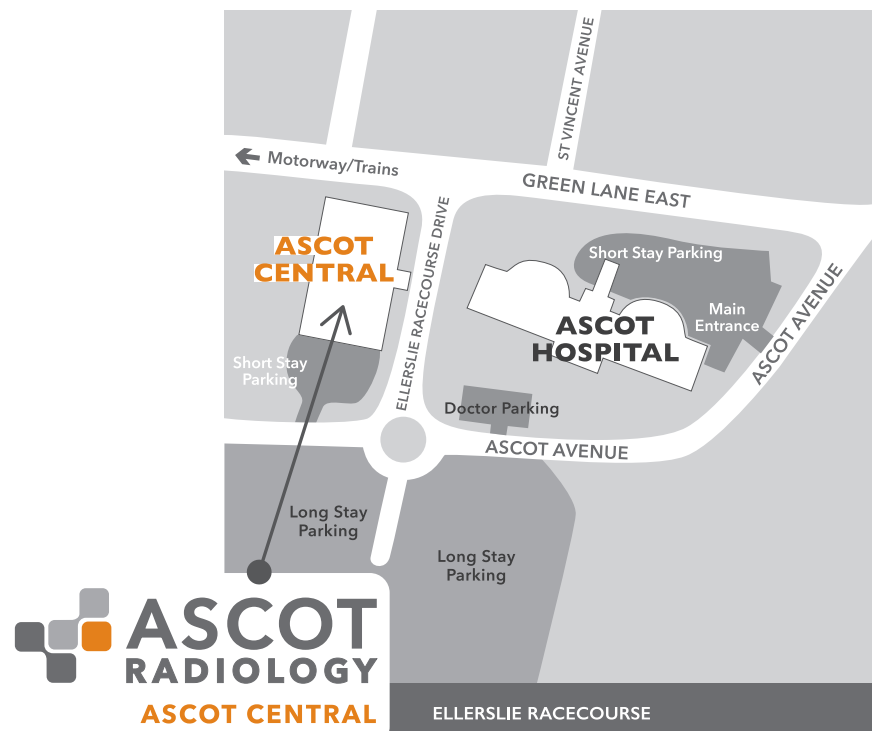 ST VINCENT AVENUE
Motorway/Trains
GREEN LANE EAST
ELLERSLIE RACECOURSE DRIVE
ASCOT
CENTRAL
Short Stay Parking
Main
Entrance
ASCOT AVENUE
ASCOT
HOSPITAL
Short Stay
Parking
Doctor Parking
ASCOT AVENUE
Long Stay
Parking
Long Stay
Parking
ASCOT
RADIOLOGY
ASCOT CENTRAL
ELLERSLIE RACECOURSE